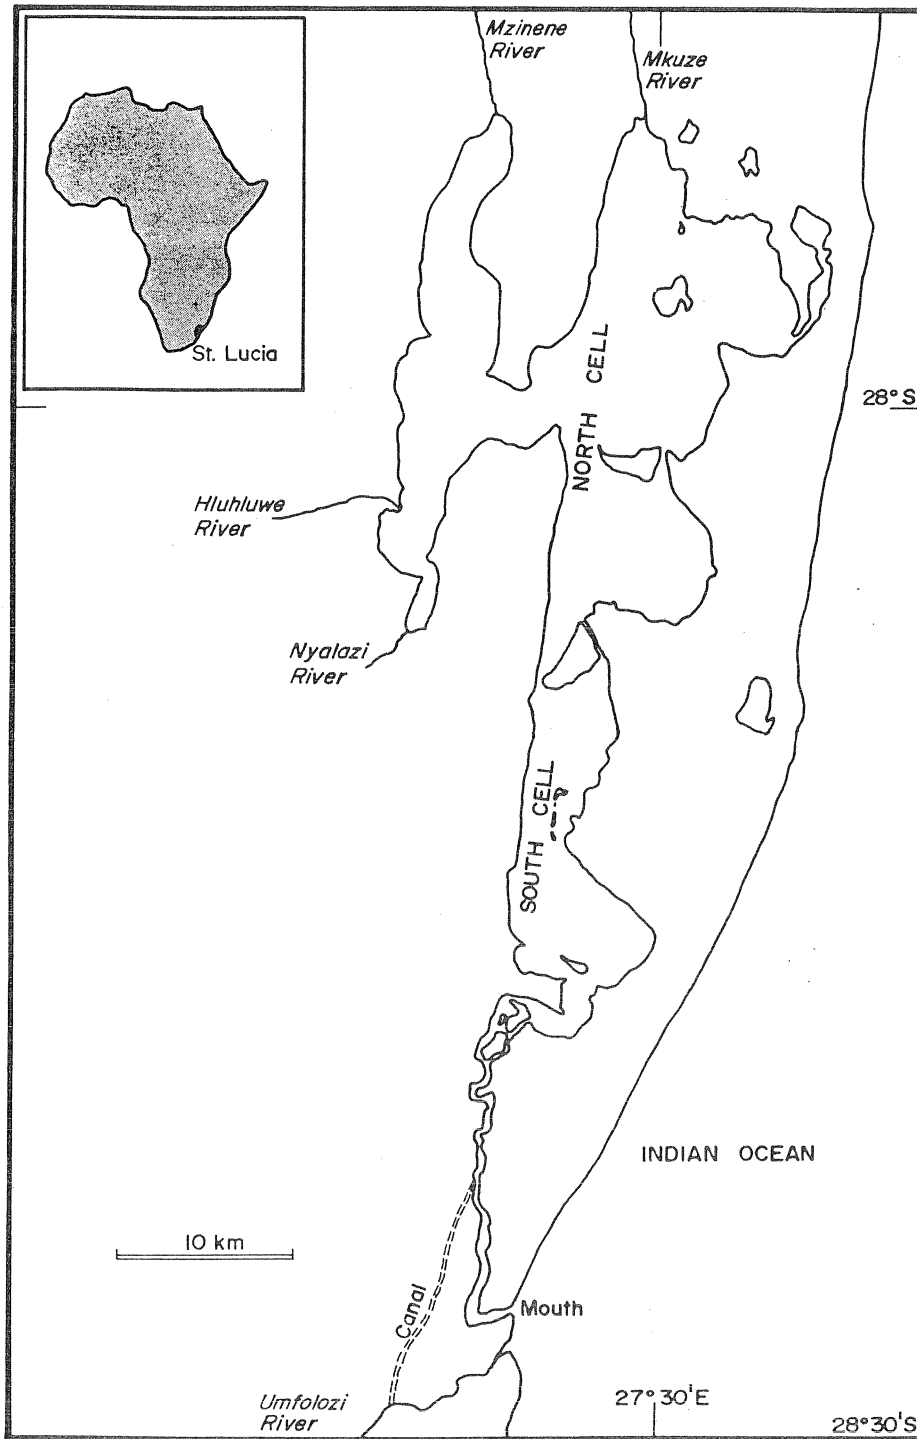 Mzinene
River
Mkuze
River
St. Lucia
28°S
NORTH CELL
Hluhluwe
River
Nyalazi
River
SOUTH CELL
INDIAN OCEAN
10 km
Canal
Mouth
Umfolozi
River
27°30'E
28°30'S